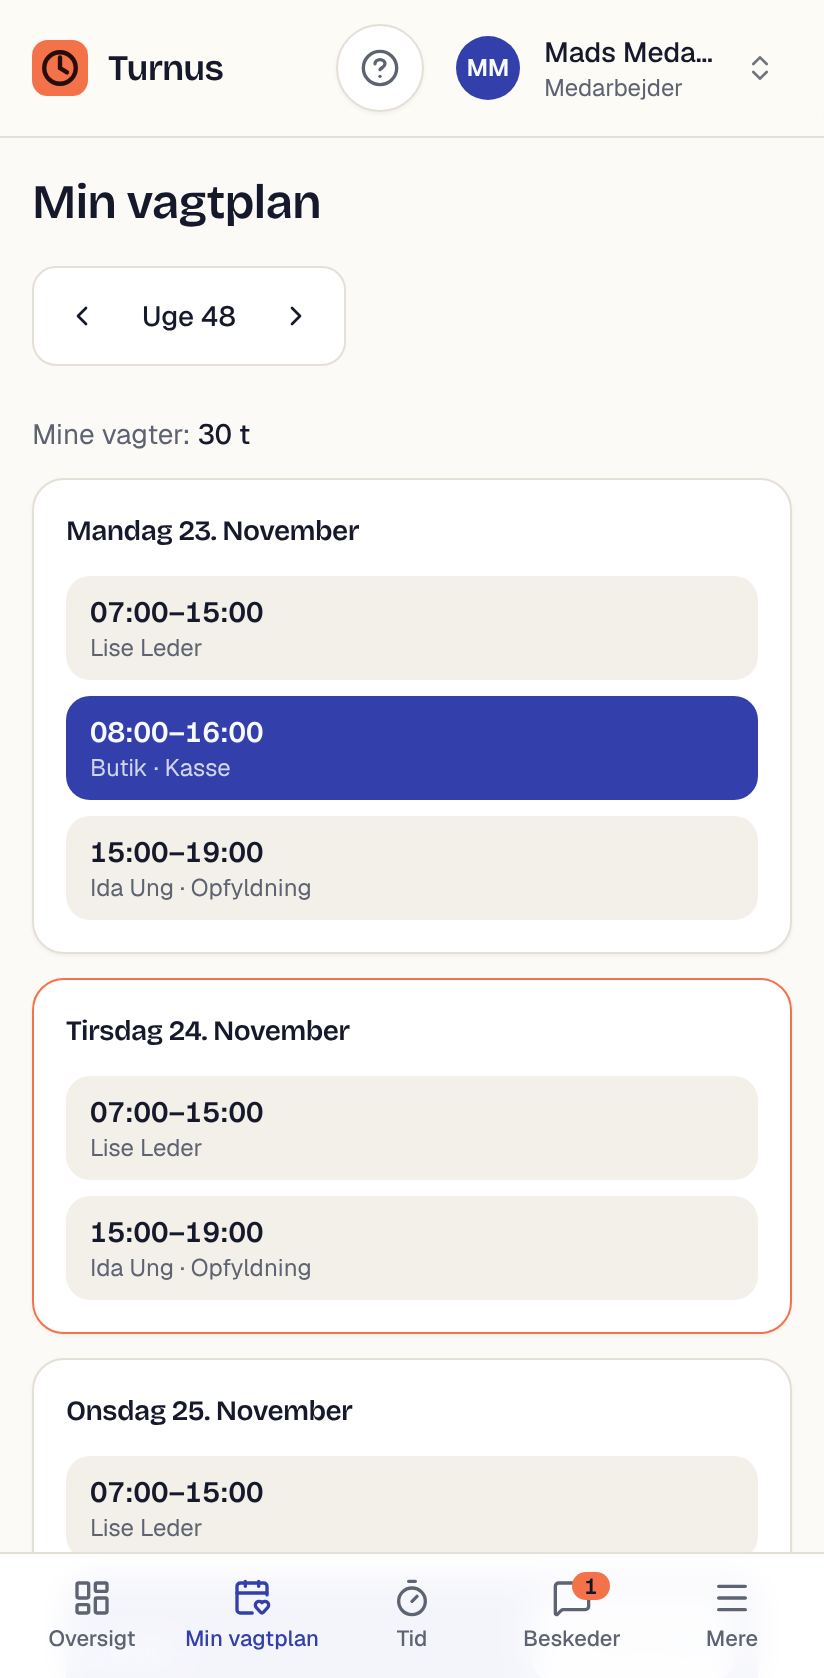 Turnus
MM
Mads Meda...
Medarbejder
Min vagtplan
Uge 48
Mine vagter: 30 t
Mandag 23. November
07:00–15:00
Lise Leder
08:00–16:00
Butik · Kasse
15:00–19:00
Ida Ung · Opfyldning
Tirsdag 24. November
07:00–15:00
Lise Leder
15:00–19:00
Ida Ung · Opfyldning
Onsdag 25. November
07:00–15:00
Lise Leder
1
Oversigt
Min vagtplan
Tid
Beskeder
Mere